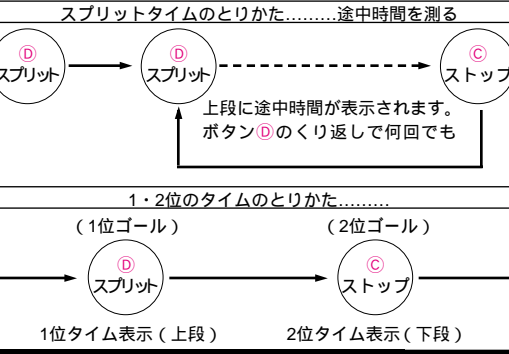 スプリットタイムのとりかた………途中時間を測る
Ⓓ
スプリット
Ⓓ
スプリット
Ⓒ
ストップ
上段に途中時間が表示されます。
ボタンⒹのくり返しで何回でも
1・2位のタイムのとりかた………
（1位ゴール）
（2位ゴール）
Ⓓ
スプリット
Ⓒ
ストップ
1位タイム表示（上段）
2位タイム表示（下段）